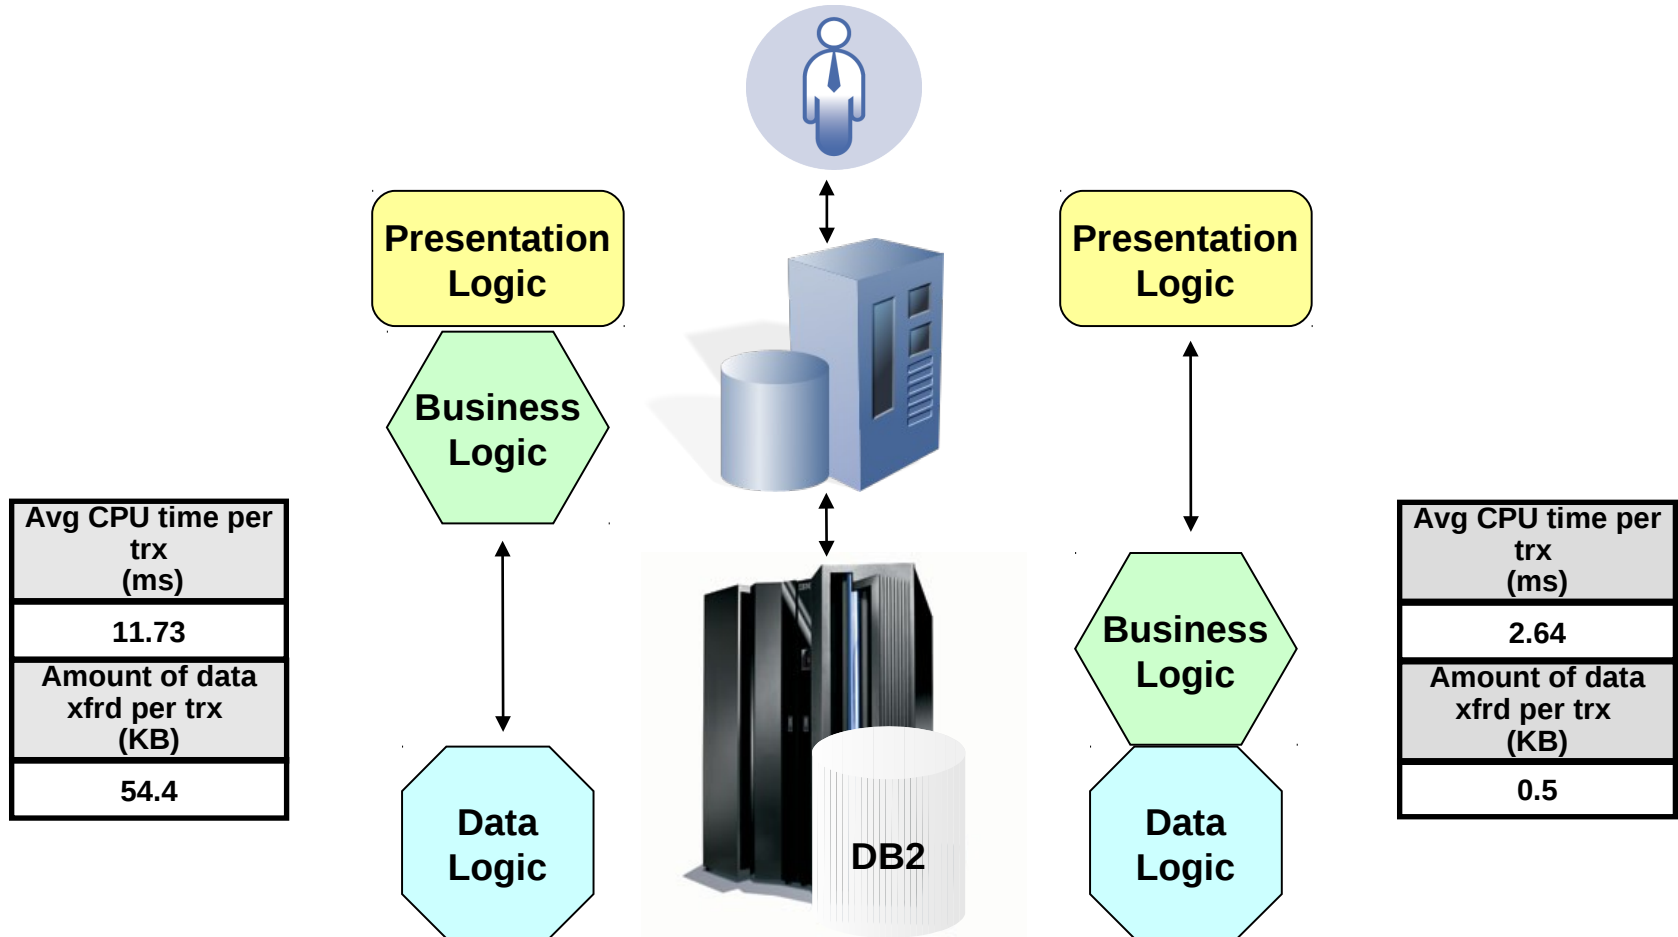 Presentation
Logic
Business
Logic
Avg CPU time per
trx
(ms)
11.73
Amount of data
xfrd per trx
(KB)
54.4
Data
Logic
DB2
Presentation
Logic
Business
Logic
Data
Logic
Avg CPU time per
trx
(ms)
2.64
Amount of data
xfrd per trx
(KB)
0.5